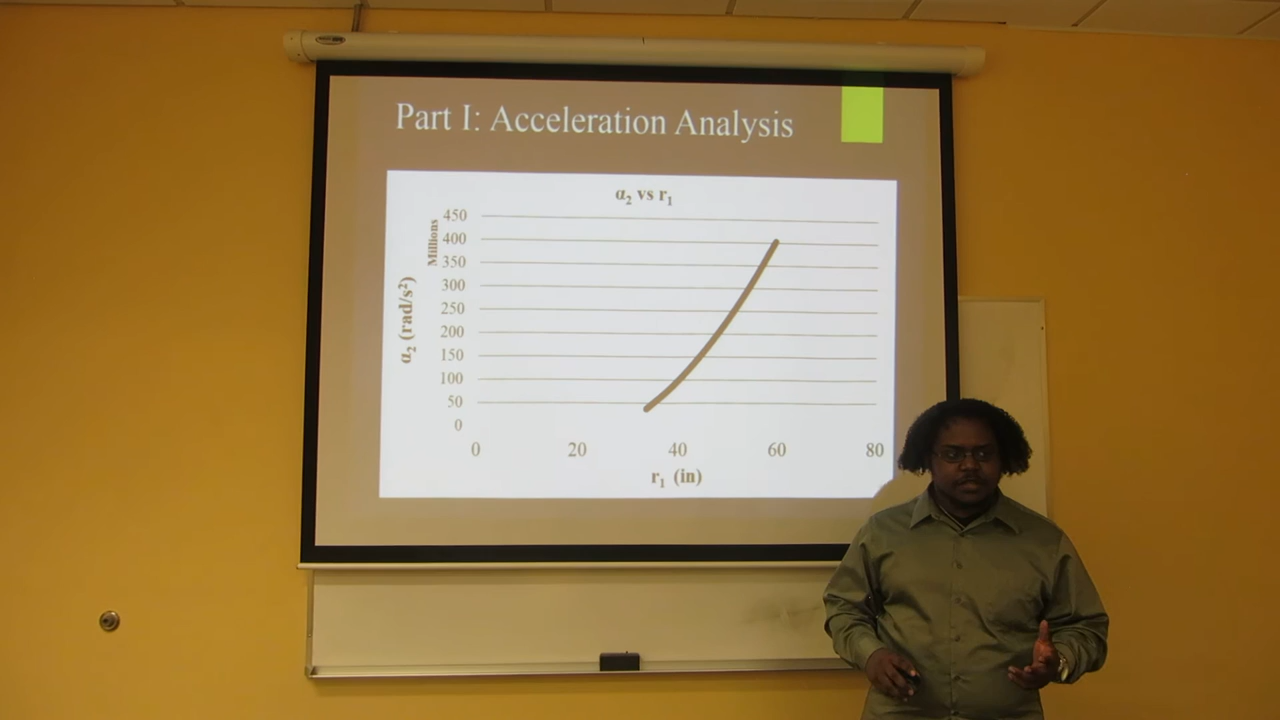 Part I: Acceleration Analysis
α₂ vs r₁
Millions
α₂ (rad/s²)
450
400
350
300
250
200
150
100
50
0
0 20 40 60 80
r₁ (in)